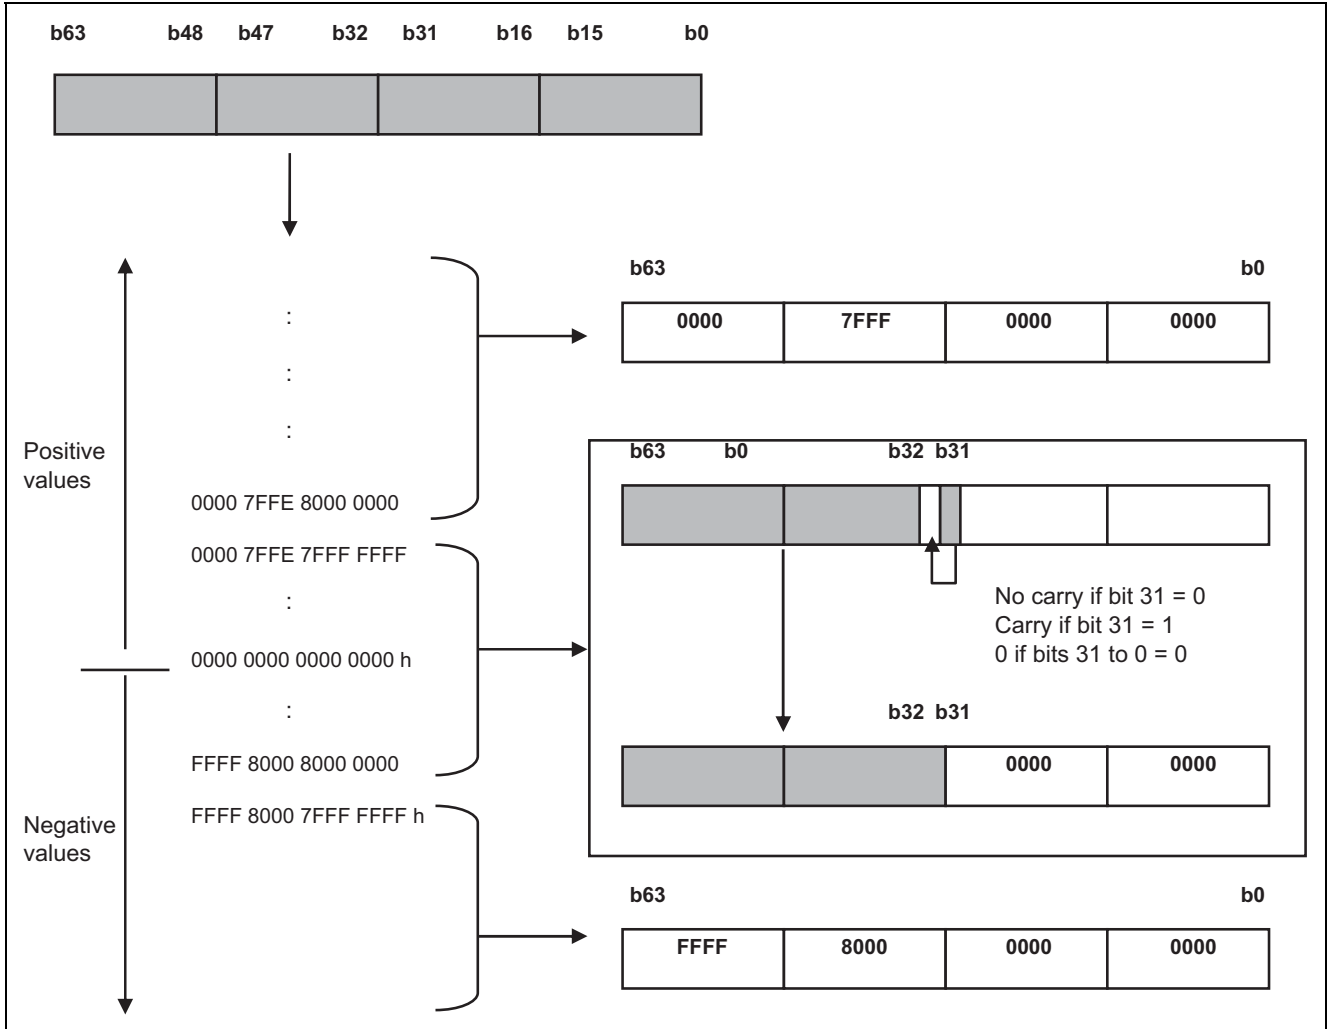 b63 b48 b47 b32 b31 b16 b15 b0
b63 b0
0000 7FFF 0000 0000
:
:
:
Positive
values
0000 7FFE 8000 0000
0000 7FFE 7FFF FFFF
:
0000 0000 0000 0000 h
:
FFFF 8000 8000 0000
FFFF 8000 7FFF FFFF h
Negative
values
b63 b0 b32 b31
No carry if bit 31 = 0
Carry if bit 31 = 1
0 if bits 31 to 0 = 0
b32 b31
0000 0000
b63 b0
FFFF 8000 0000 0000